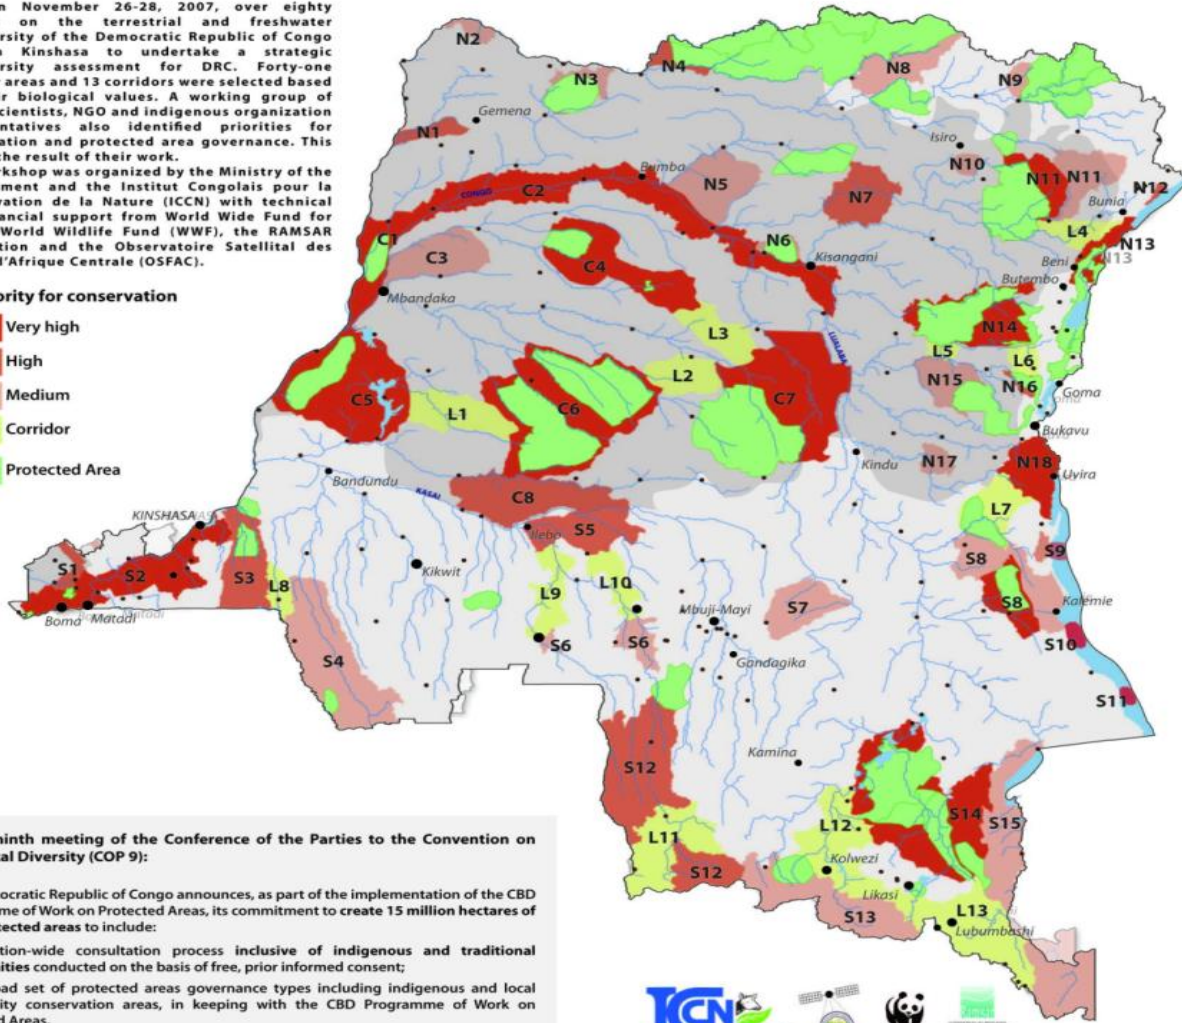 n November 26-28, 2007, over eighty
on the terrestrial and freshwater
rsity of the Democratic Republic of Congo
Kinshasa to undertake a strategic
rsity assessment for DRC. Forty-one
areas and 13 corridors were selected based
ir biological values. A working group of
cientists, NGO and indigenous organization
ntatives also identified priorities for
ation and protected area governance. This
the result of their work.
rkshop was organized by the Ministry of the
ment and the Institut Congolais pour la
vation de la Nature (ICCN) with technical
nancial support from World Wide Fund for
World Wildlife Fund (WWF), the RAMSAR
tion and the Observatoire Satellital des
d'Afrique Centrale (OSFAC).
ority for conservation
Very high
High
Medium
Corridor
Protected Area
N2
N4
N8
N9
N3
Gemena
N1
Isiro
Bumba
N10
N11
N11
CONGO
C2
N5
N7
N12
Bunia
L4
C1
N6
N13
C3
C4
Kisangani
Beni
N13
Butembo
Mbandaka
N14
L3
LUALABA
L5
L6
L2
N15
N16
C5
C6
C7
L1
Goma
Bukavu
N17
N18
Kindu
Uvira
Bandundu
KASAI
C8
L7
KINSHASA
Ilebo
S5
S9
S1
S2
S3
S8
L8
Kikwit
L9
L10
S7
S8
Kalemie
Boma
Matadi
Matadi
Mbuji-Mayi
S6
S6
S10
S4
Gandagika
S11
Kamina
S12
S14
S15
L11
L12
Kolwezi
S12
Likasi
S13
L13
Lubumbashi
ninth meeting of the Conference of the Parties to the Convention on
al Diversity (COP 9):
mocratic Republic of Congo announces, as part of the implementation of the CBD
me of Work on Protected Areas, its commitment to create 15 million hectares of
tected areas to include:
tion-wide consultation process inclusive of indigenous and traditional
ities conducted on the basis of free, prior informed consent;
ad set of protected areas governance types including indigenous and local
ity conservation areas, in keeping with the CBD Programme of Work on
d Areas.
ICCN